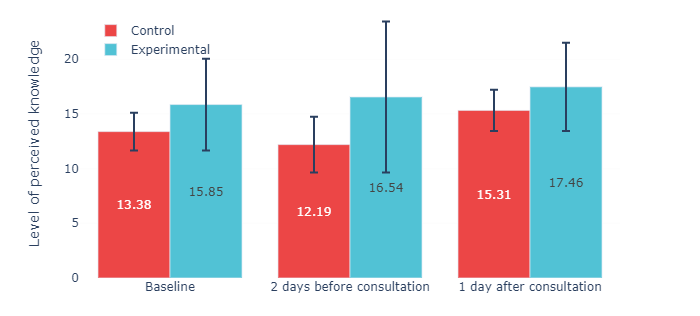 Control
Experimental
Level of perceived knowledge
20
15
10
5
0
13.38
15.85
12.19
16.54
15.31
17.46
Baseline
2 days before consultation
1 day after consultation